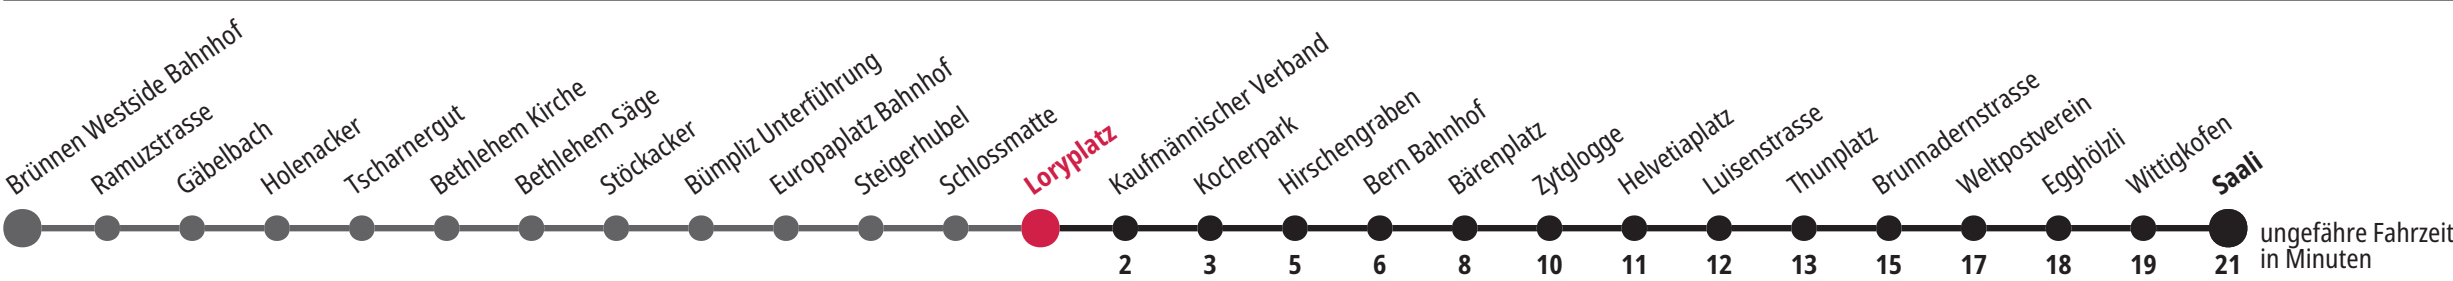 Brünnen Westside Bahnhof
Ramuzstrasse
Gäbelbach
Holenacker
Tscharnergut
Bethlehem Kirche
Bethlehem Säge
Stöckacker
Bümpliz Unterführung
Europaplatz Bahnhof
Steigerhubel
Schlossmatte
Loryplatz
Kaufmännischer Verband
Kocherpark
Hirschengraben
Bern Bahnhof
Bärenplatz
Zytglogge
Helvetiaplatz
Luisenstrasse
Thunplatz
Brunnadernstrasse
Weltpostverein
Egghölzli
Wittigkofen
Saali
2 3 5 6 8 10 11 12 13 15 17 18 19 21
ungefähre Fahrzeit
in Minuten